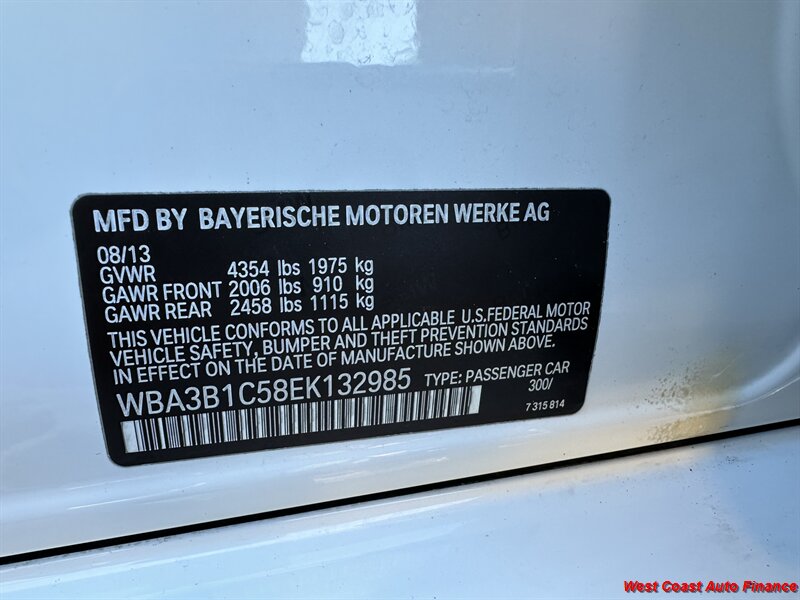 MFD BY BAYERISCHE MOTOREN WERKE AG
08/13
GVWR 4354 lbs 1975 kg
GAWR FRONT 2006 lbs 910 kg
GAWR REAR 2458 lbs 1115 kg
THIS VEHICLE CONFORMS TO ALL APPLICABLE U.S.FEDERAL MOTOR
VEHICLE SAFETY, BUMPER AND THEFT PREVENTION STANDARDS
IN EFFECT ON THE DATE OF MANUFACTURE SHOWN ABOVE.
WBA3B1C58EK132985 TYPE: PASSENGER CAR
300/
7 315 814
West Coast Auto Finance